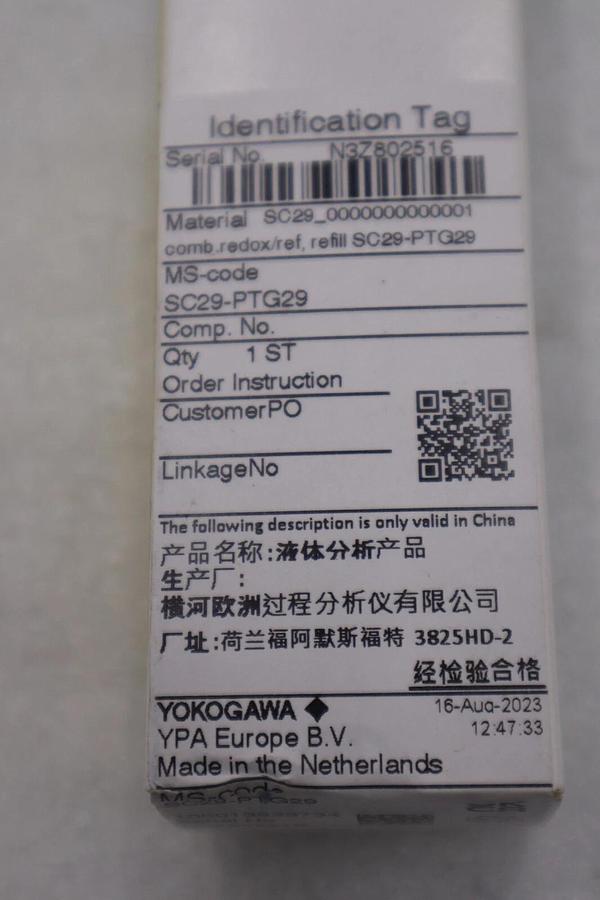 Identification Tag
Serial No. N3Z802516
Material SC29_0000000000001
comb.redox/ref, refill SC29-PTG29
MS-code
SC29-PTG29
Comp. No.
Qty 1 ST
Order Instruction
CustomerPO
LinkageNo
The following description is only valid in China
产品名称:液体分析产品
生产厂:
横河欧洲过程分析仪有限公司
厂址:荷兰福阿默斯福特 3825HD-2
经检验合格
YOKOGAWA
16-Aug-2023
12:47:33
YPA Europe B.V.
Made in the Netherlands
MS-code
SC29-PTG29